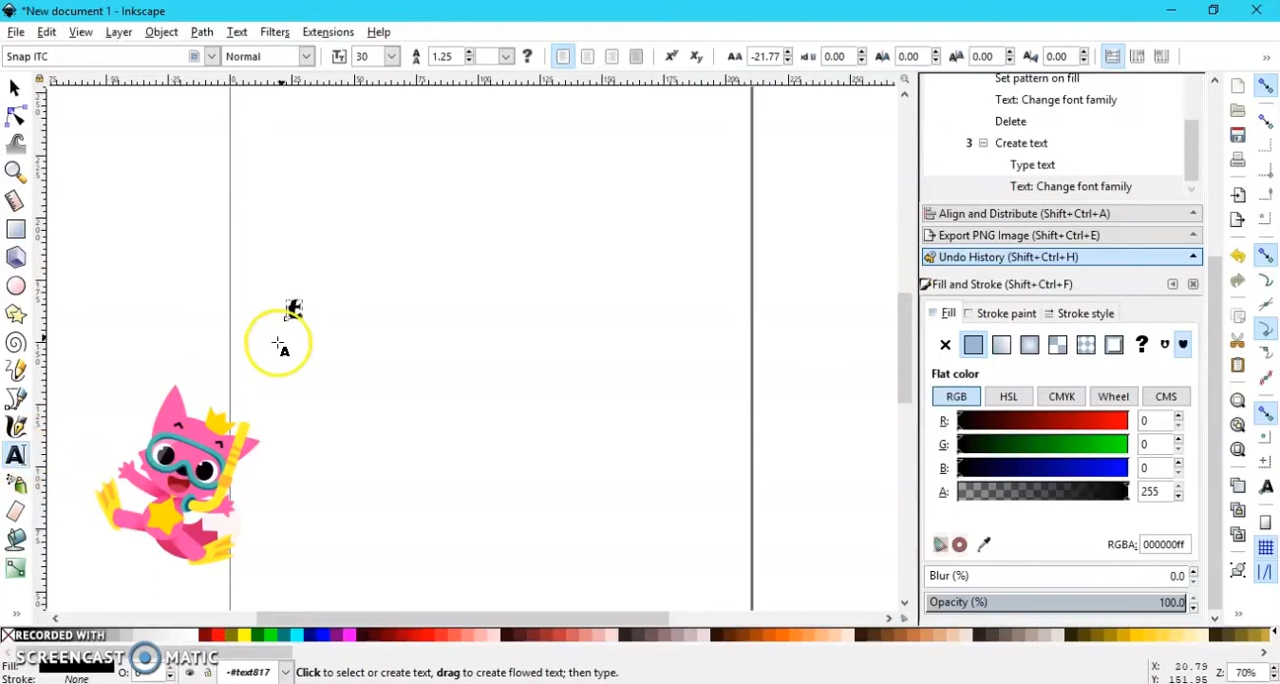 *New document 1 - Inkscape
File Edit View Layer Object Path Text Filters Extensions Help
Snap ITC Normal 30 1.25 -21.77 0.00 0.00 0.00 0.00
Set pattern on fill
Text: Change font family
Delete
3 Create text
Type text
Text: Change font family
Align and Distribute (Shift+Ctrl+A)
Export PNG Image (Shift+Ctrl+E)
Undo History (Shift+Ctrl+H)
Fill and Stroke (Shift+Ctrl+F)
Fill Stroke paint Stroke style
Flat color
RGB HSL CMYK Wheel CMS
R: 0
G: 0
B: 0
A: 255
RGBA: 000000ff
Blur (%) 0.0
Opacity (%) 100.0
RECORDED WITH
SCREENCAST MATIC
Fill:
Stroke: None O:
-#text817 Click to select or create text, drag to create flowed text; then type.
X: 20.79
Y: 151.95
Z: 70%